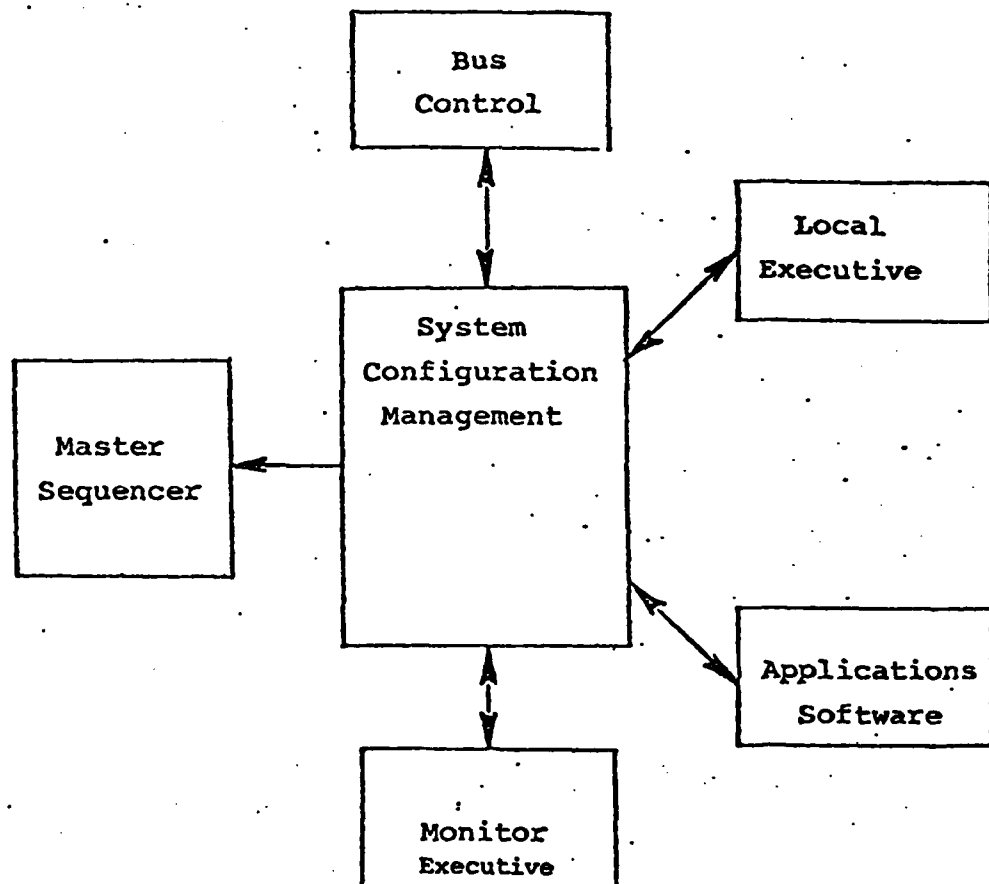 Bus
Control
Local
Executive
System
Configuration
Management
Master
Sequencer
Applications
Software
Monitor
Executive